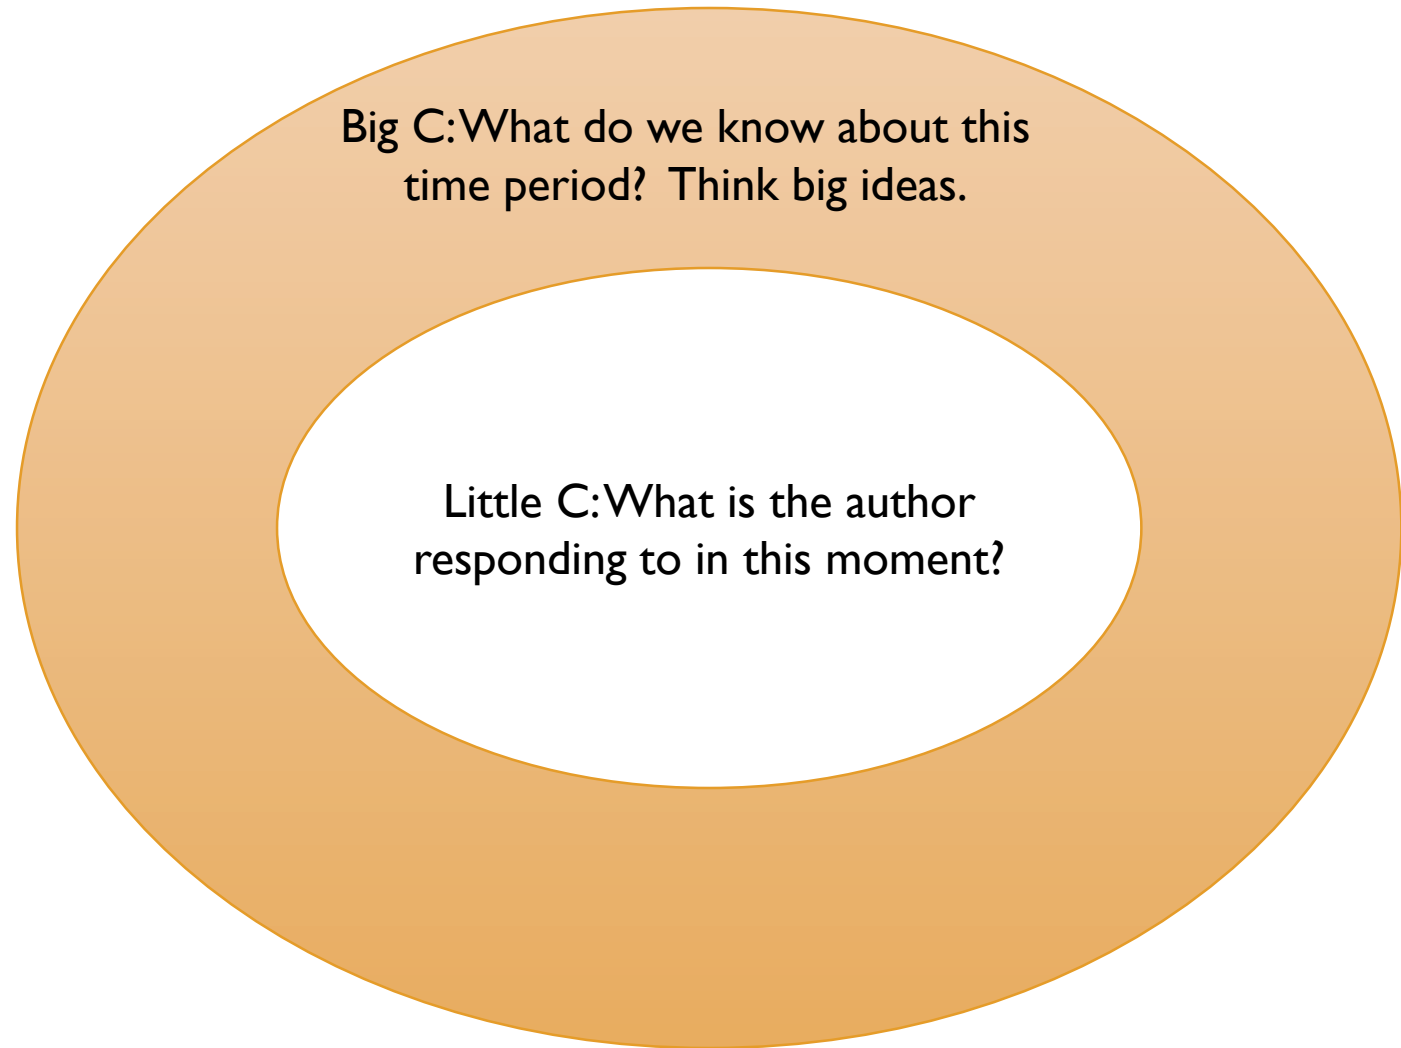 Big C: What do we know about this
time period?  Think big ideas.
Little C: What is the author
responding to in this moment?